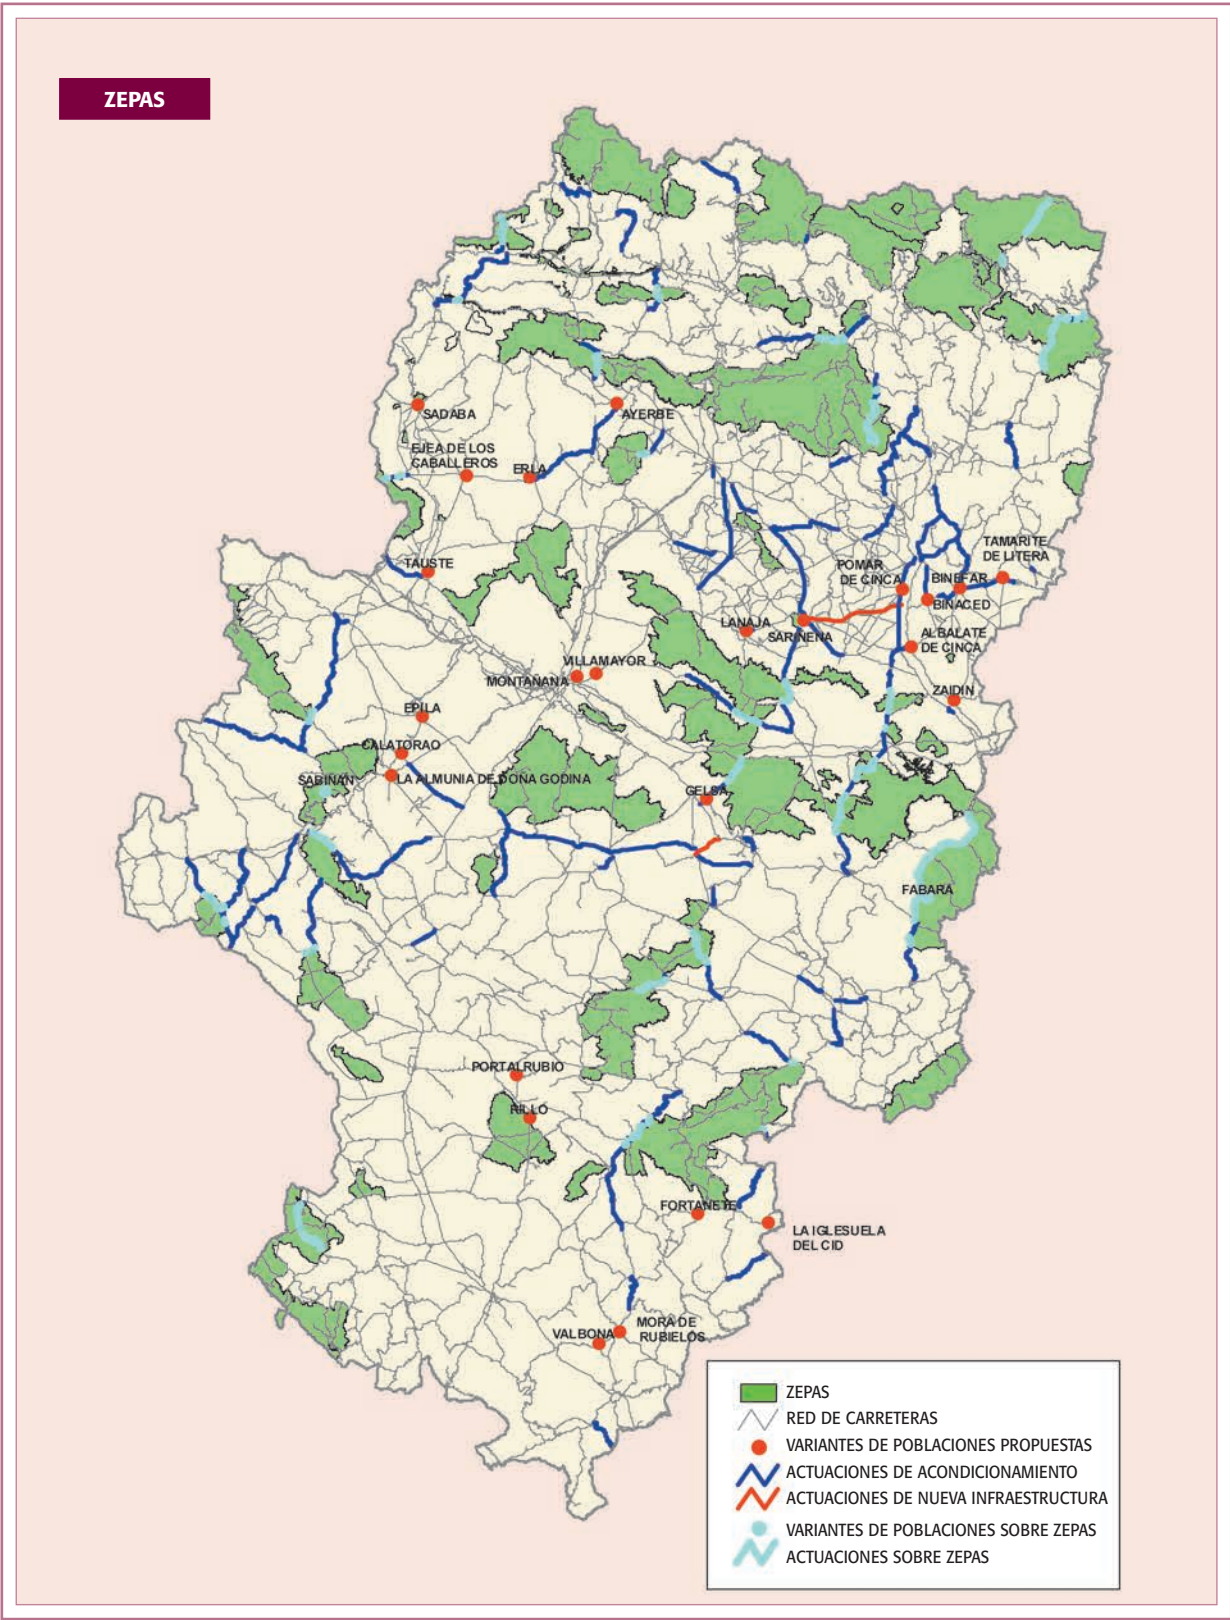 ZEPAS
SADABA
AYERBE
EJEA DE LOS
CABALLEROS
ERLA
TAUSTE
TAMARITE
DE LITERA
POMAR
DE CINCA
BINEFAR
BINACED
LANAJA
SARIÑENA
ALBALATE
DE CINCA
VILLAMAYOR
MONTAÑANA
ZAIDIN
EPILA
CALATORAO
SABIÑAN
LA ALMUNIA DE DOÑA GODINA
GELSA
FABARA
PORTALRUBIO
RILLO
FORTANETE
LA IGLESUELA
DEL CID
MORA DE
RUBIELOS
VALBONA
ZEPAS
RED DE CARRETERAS
VARIANTES DE POBLACIONES PROPUESTAS
ACTUACIONES DE ACONDICIONAMIENTO
ACTUACIONES DE NUEVA INFRAESTRUCTURA
VARIANTES DE POBLACIONES SOBRE ZEPAS
ACTUACIONES SOBRE ZEPAS